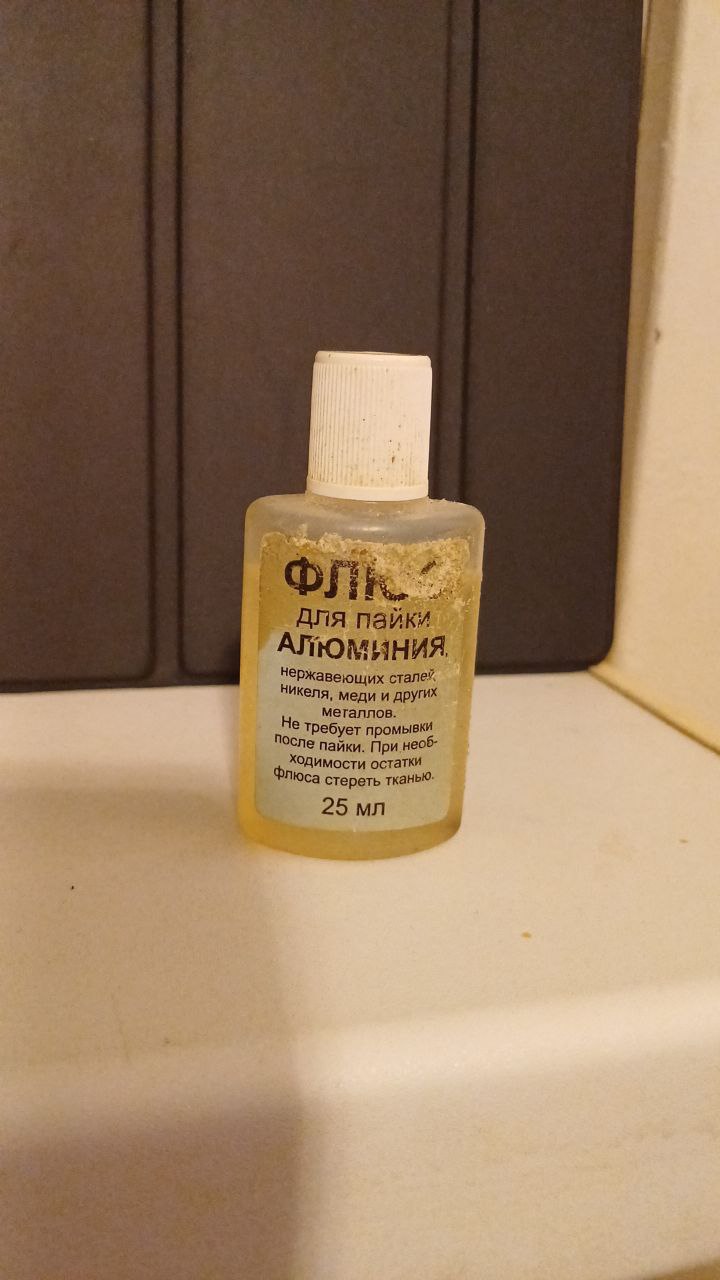 ФЛЮС
для пайки
АЛЮМИНИЯ,
нержавеющих сталей,
никеля, меди и других
металлов.
Не требует промывки
после пайки. При необ-
ходимости остатки
флюса стереть тканью.
25 мл